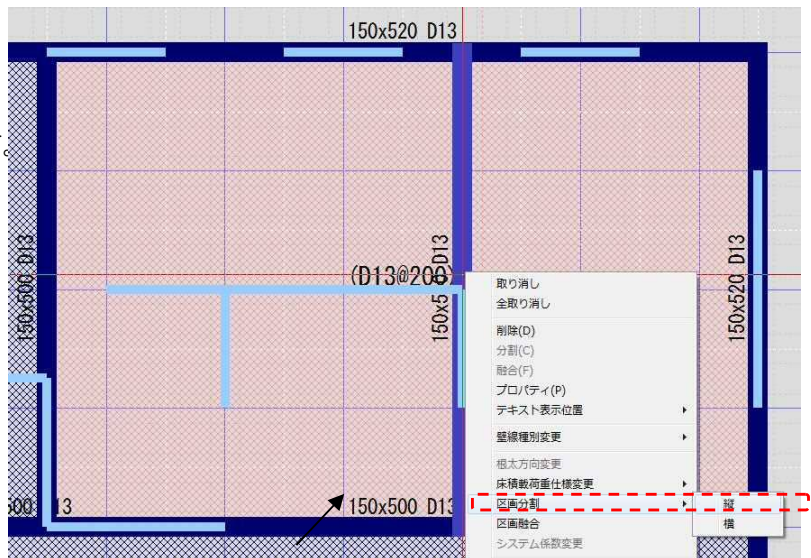 150x520 D13
150x500 D13
(D13@200)
150x5 0 D13
150x520 D13
取り消し
全取り消し
削除(D)
分割(C)
融合(F)
プロパティ(P)
テキスト表示位置
壁線種別変更
根太方向変更
床積載荷重仕様変更
区画分割
縦
区画融合
横
システム係数変更
00 13
150x500 D13